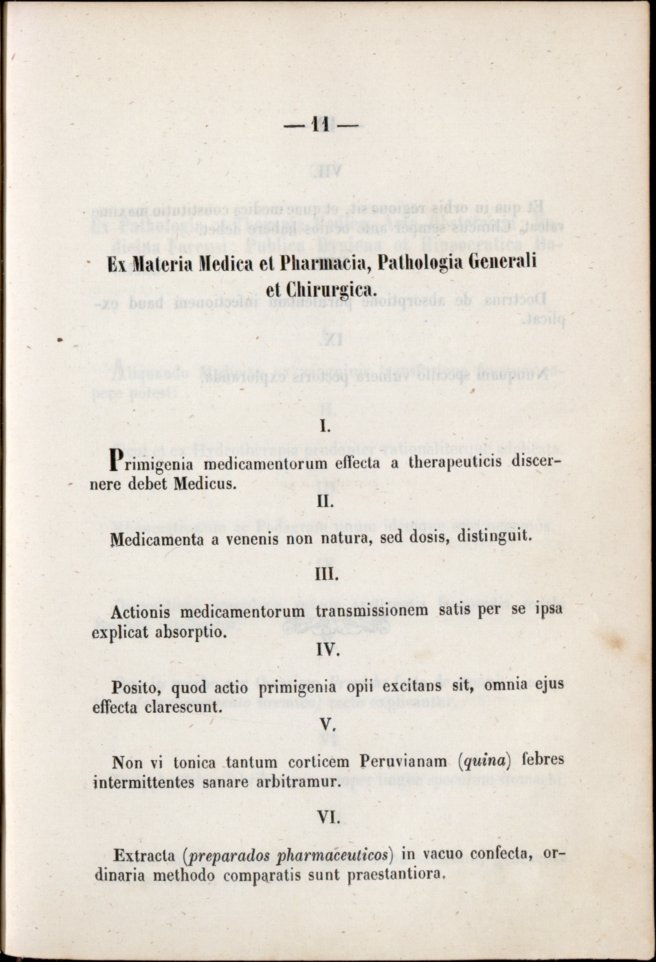 — 11 —
Ex Materia Medica et Pharmacia, Pathologia Generali
et Chirurgica.
I.
Primigenia medicamentorum effecta a therapeuticis discer-
nere debet Medicus.
II.
Medicamenta a venenis non natura, sed dosis, distinguit.
III.
Actionis medicamentorum transmissionem satis per se ipsa
explicat absorptio.
IV.
Posito, quod actio primigenia opii excitans sit, omnia ejus
effecta clarescunt.
V.
Non vi tonica tantum corticem Peruvianam (quina) febres
intermittentes sanare arbitramur.
VI.
Extracta (preparados pharmaceuticos) in vacuo confecta, or-
dinaria methodo comparatis sunt praestantiora.